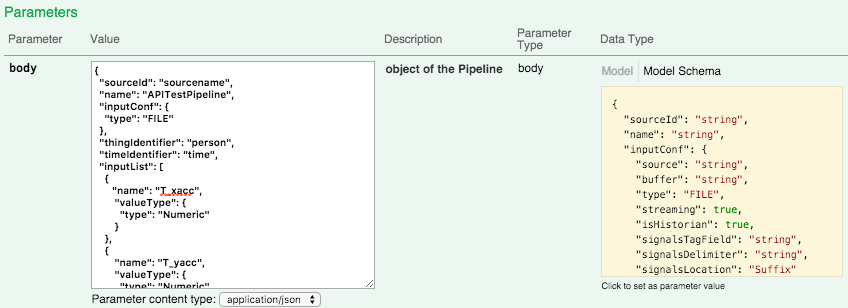 Parameters
Parameter Value Description Parameter Type Data Type
body
{
"sourceId": "sourcename",
"name": "APITestPipeline",
"inputConf": {
"type": "FILE"
},
"thingIdentifier": "person",
"timeIdentifier": "time",
"inputList": [
{
"name": "T_xacc",
"valueType": {
"type": "Numeric"
}
},
{
"name": "T_yacc",
"valueType": {
"type": "Numeric"
Parameter content type: application/json
object of the Pipeline
body
Model Model Schema
{
"sourceId": "string",
"name": "string",
"inputConf": {
"source": "string",
"buffer": "string",
"type": "FILE",
"streaming": true,
"isHistorian": true,
"signalsTagField": "string",
"signalsDelimiter": "string",
"signalsLocation": "Suffix"
Click to set as parameter value